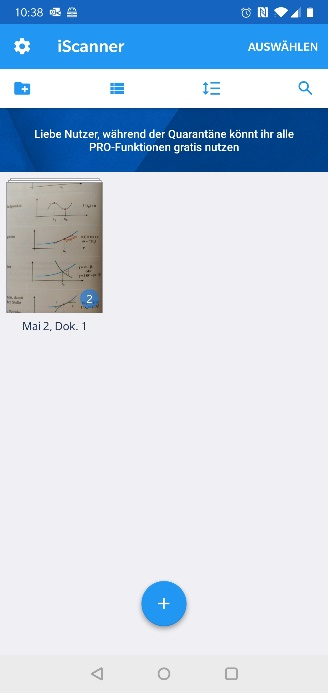 10:38
iScanner
AUSWÄHLEN
Liebe Nutzer, während der Quarantäne könnt ihr alle
PRO-Funktionen gratis nutzen
2
Mai 2, Dok. 1
+